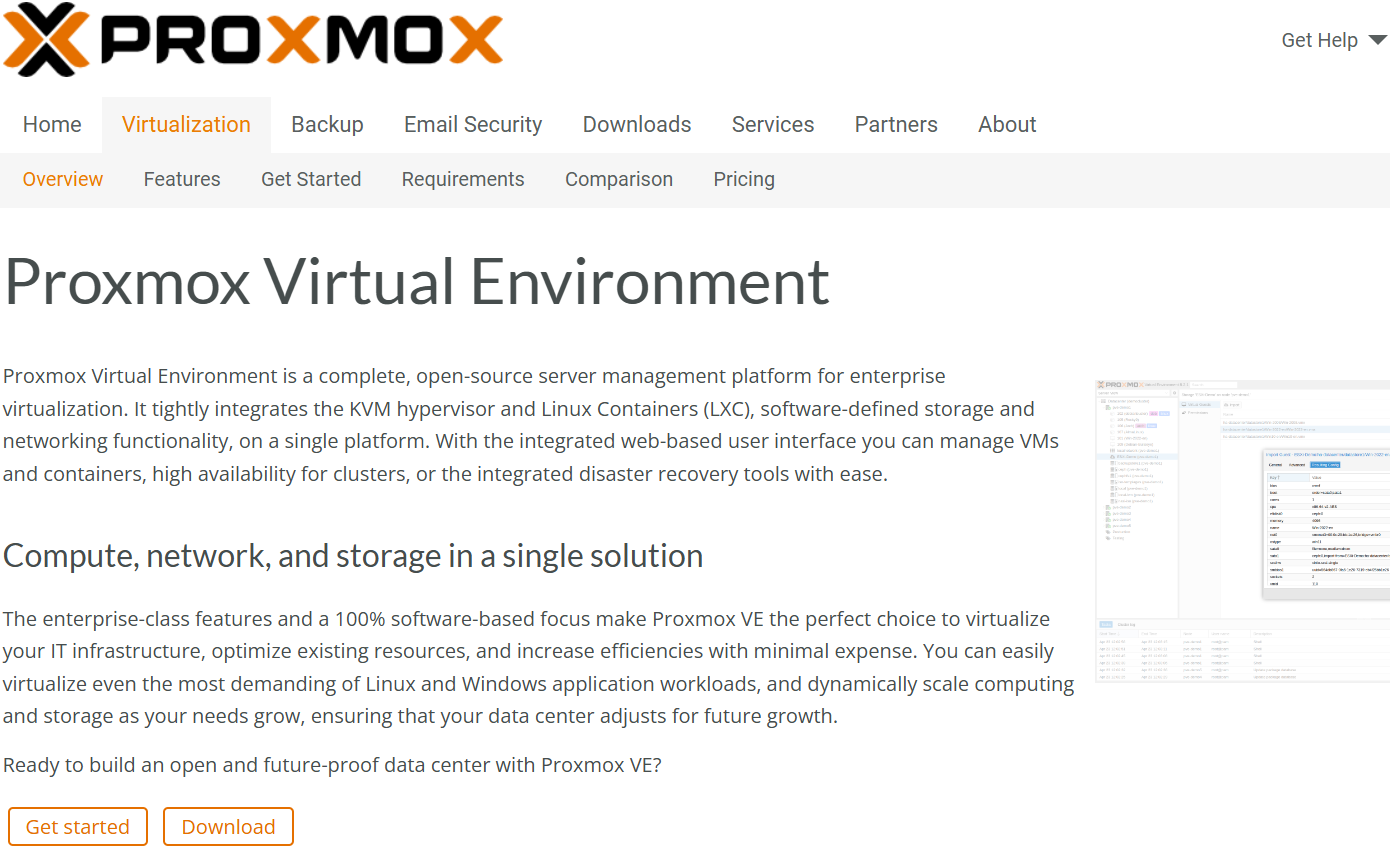 PROXMOX
Get Help
Home Virtualization Backup Email Security Downloads Services Partners About
Overview Features Get Started Requirements Comparison Pricing
Proxmox Virtual Environment
Proxmox Virtual Environment is a complete, open-source server management platform for enterprise
virtualization. It tightly integrates the KVM hypervisor and Linux Containers (LXC), software-defined storage and
networking functionality, on a single platform. With the integrated web-based user interface you can manage VMs
and containers, high availability for clusters, or the integrated disaster recovery tools with ease.
PROXMOX
Compute, network, and storage in a single solution
The enterprise-class features and a 100% software-based focus make Proxmox VE the perfect choice to virtualize
your IT infrastructure, optimize existing resources, and increase efficiencies with minimal expense. You can easily
virtualize even the most demanding of Linux and Windows application workloads, and dynamically scale computing
and storage as your needs grow, ensuring that your data center adjusts for future growth.
Ready to build an open and future-proof data center with Proxmox VE?
Get started Download